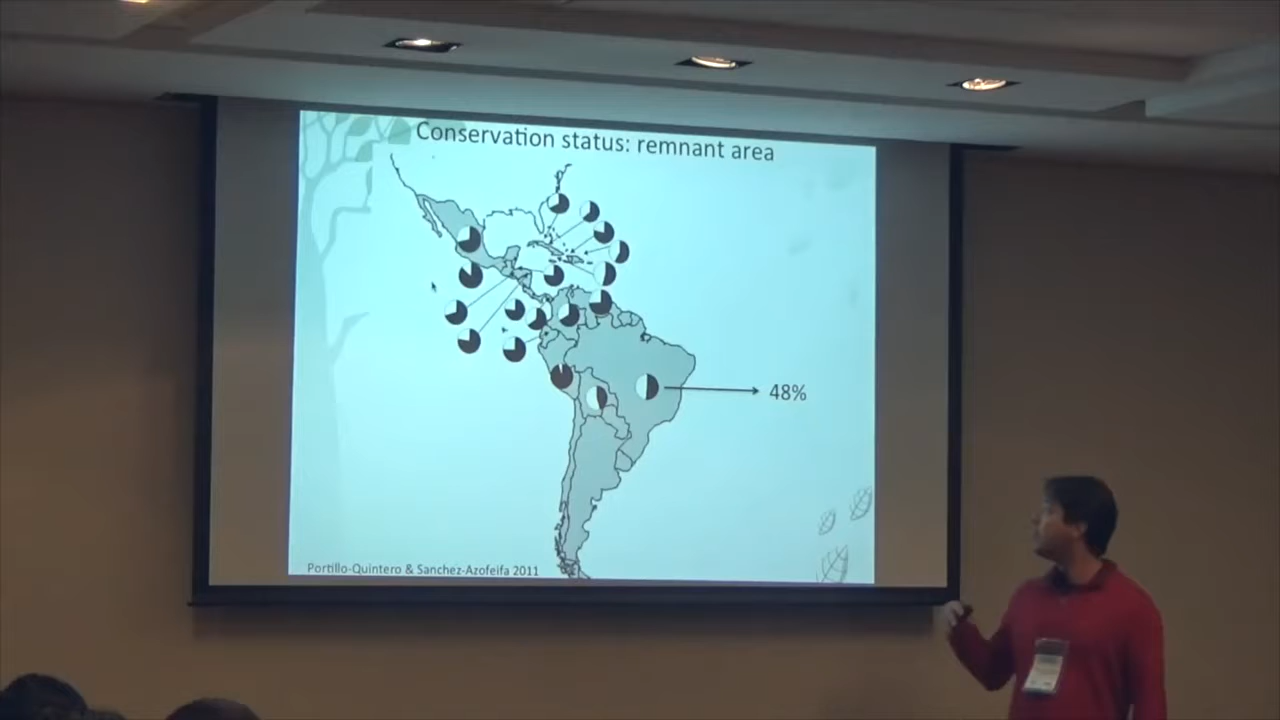 Conservation status: remnant area
48%
Portillo-Quintero & Sanchez-Azofeifa 2011